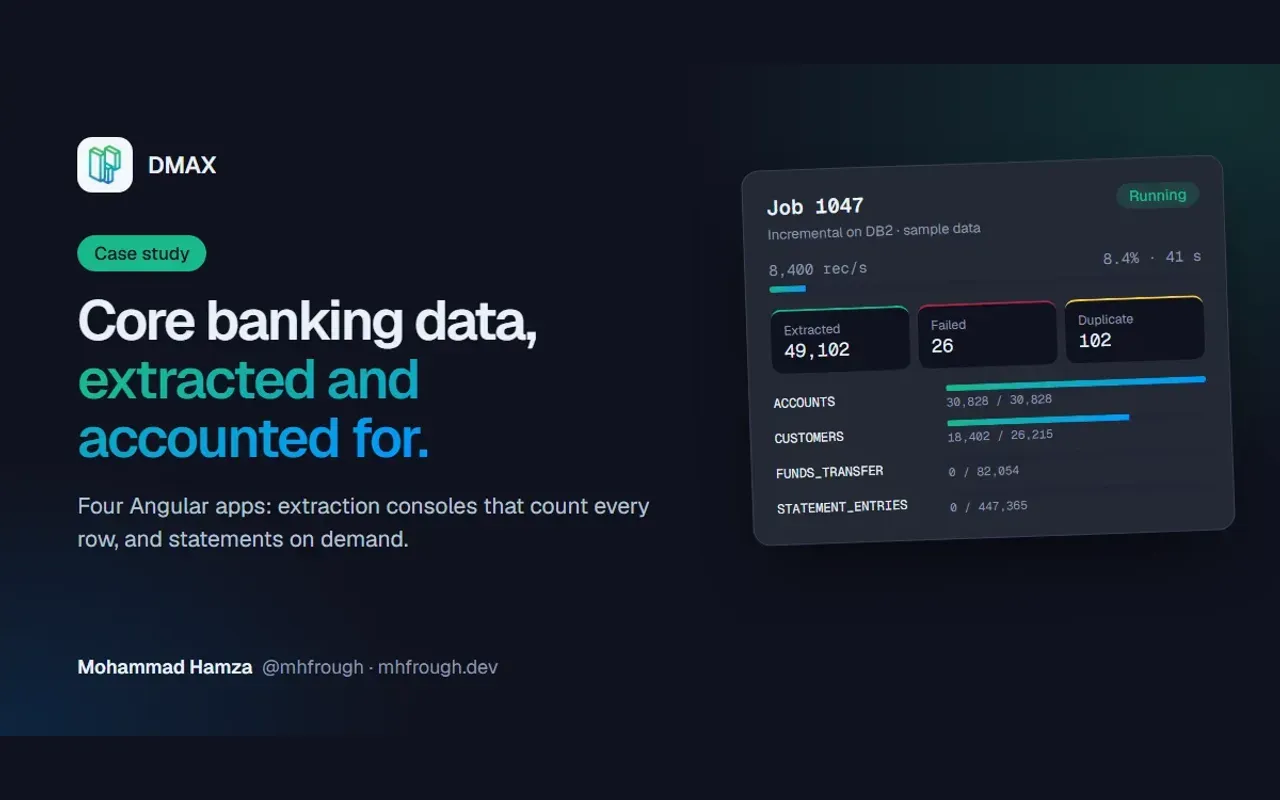 DMAX
Case study
Core banking data,
extracted and
accounted for.
Four Angular apps: extraction consoles that count every
row, and statements on demand.
Mohammad Hamza @mhfrough · mhfrough.dev
Job 1047
Running
Incremental on DB2 · sample data
8,400 rec/s
8.4% · 41 s
Extracted
49,102
Failed
26
Duplicate
102
ACCOUNTS
30,828 / 30,828
CUSTOMERS
18,402 / 26,215
FUNDS_TRANSFER
0 / 82,054
STATEMENT_ENTRIES
0 / 447,365